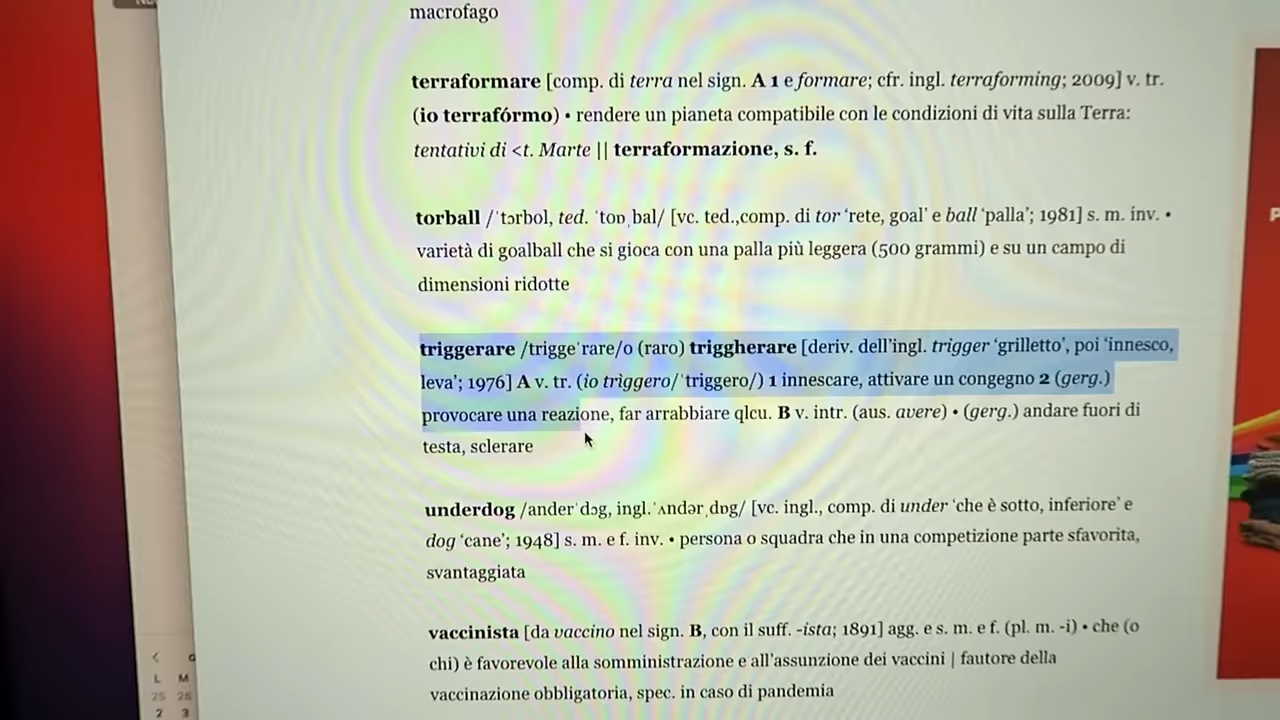 macrofago
terraformare [comp. di terra nel sign. A 1 e formare; cfr. ingl. terraforming; 2009] v. tr.
(io terrafórmo) • rendere un pianeta compatibile con le condizioni di vita sulla Terra:
tentativi di <t. Marte || terraformazione, s. f.
torball /ˈtɔrbol, ted. ˈtoɒˌbal/ [vc. ted.,comp. di tor ‘rete, goal’ e ball ‘palla’; 1981] s. m. inv. •
varietà di goalball che si gioca con una palla più leggera (500 grammi) e su un campo di
dimensioni ridotte
triggerare /triggeˈrare/o (raro) triggherare [deriv. dell’ingl. trigger ‘grilletto’, poi ‘innesco,
leva’; 1976] A v. tr. (io trìggero/ˈtriggero/) 1 innescare, attivare un congegno 2 (gerg.)
provocare una reazione, far arrabbiare qlcu. B v. intr. (aus. avere) • (gerg.) andare fuori di
testa, sclerare
underdog /anderˈdɔg, ingl.ˈʌndərˌdɒg/ [vc. ingl., comp. di under ‘che è sotto, inferiore’ e
dog ‘cane’; 1948] s. m. e f. inv. • persona o squadra che in una competizione parte sfavorita,
svantaggiata
vaccinista [da vaccino nel sign. B, con il suff. -ista; 1891] agg. e s. m. e f. (pl. m. -i) • che (o
chi) è favorevole alla somministrazione e all’assunzione dei vaccini | fautore della
vaccinazione obbligatoria, spec. in caso di pandemia
L M
25 26
2 3